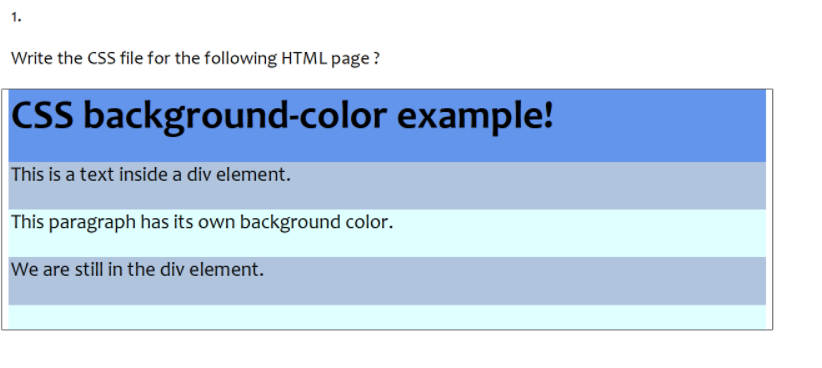 1.
Write the CSS file for the following HTML page ?
CSS background-color example!
This is a text inside a div element.
This paragraph has its own background color.
We are still in the div element.